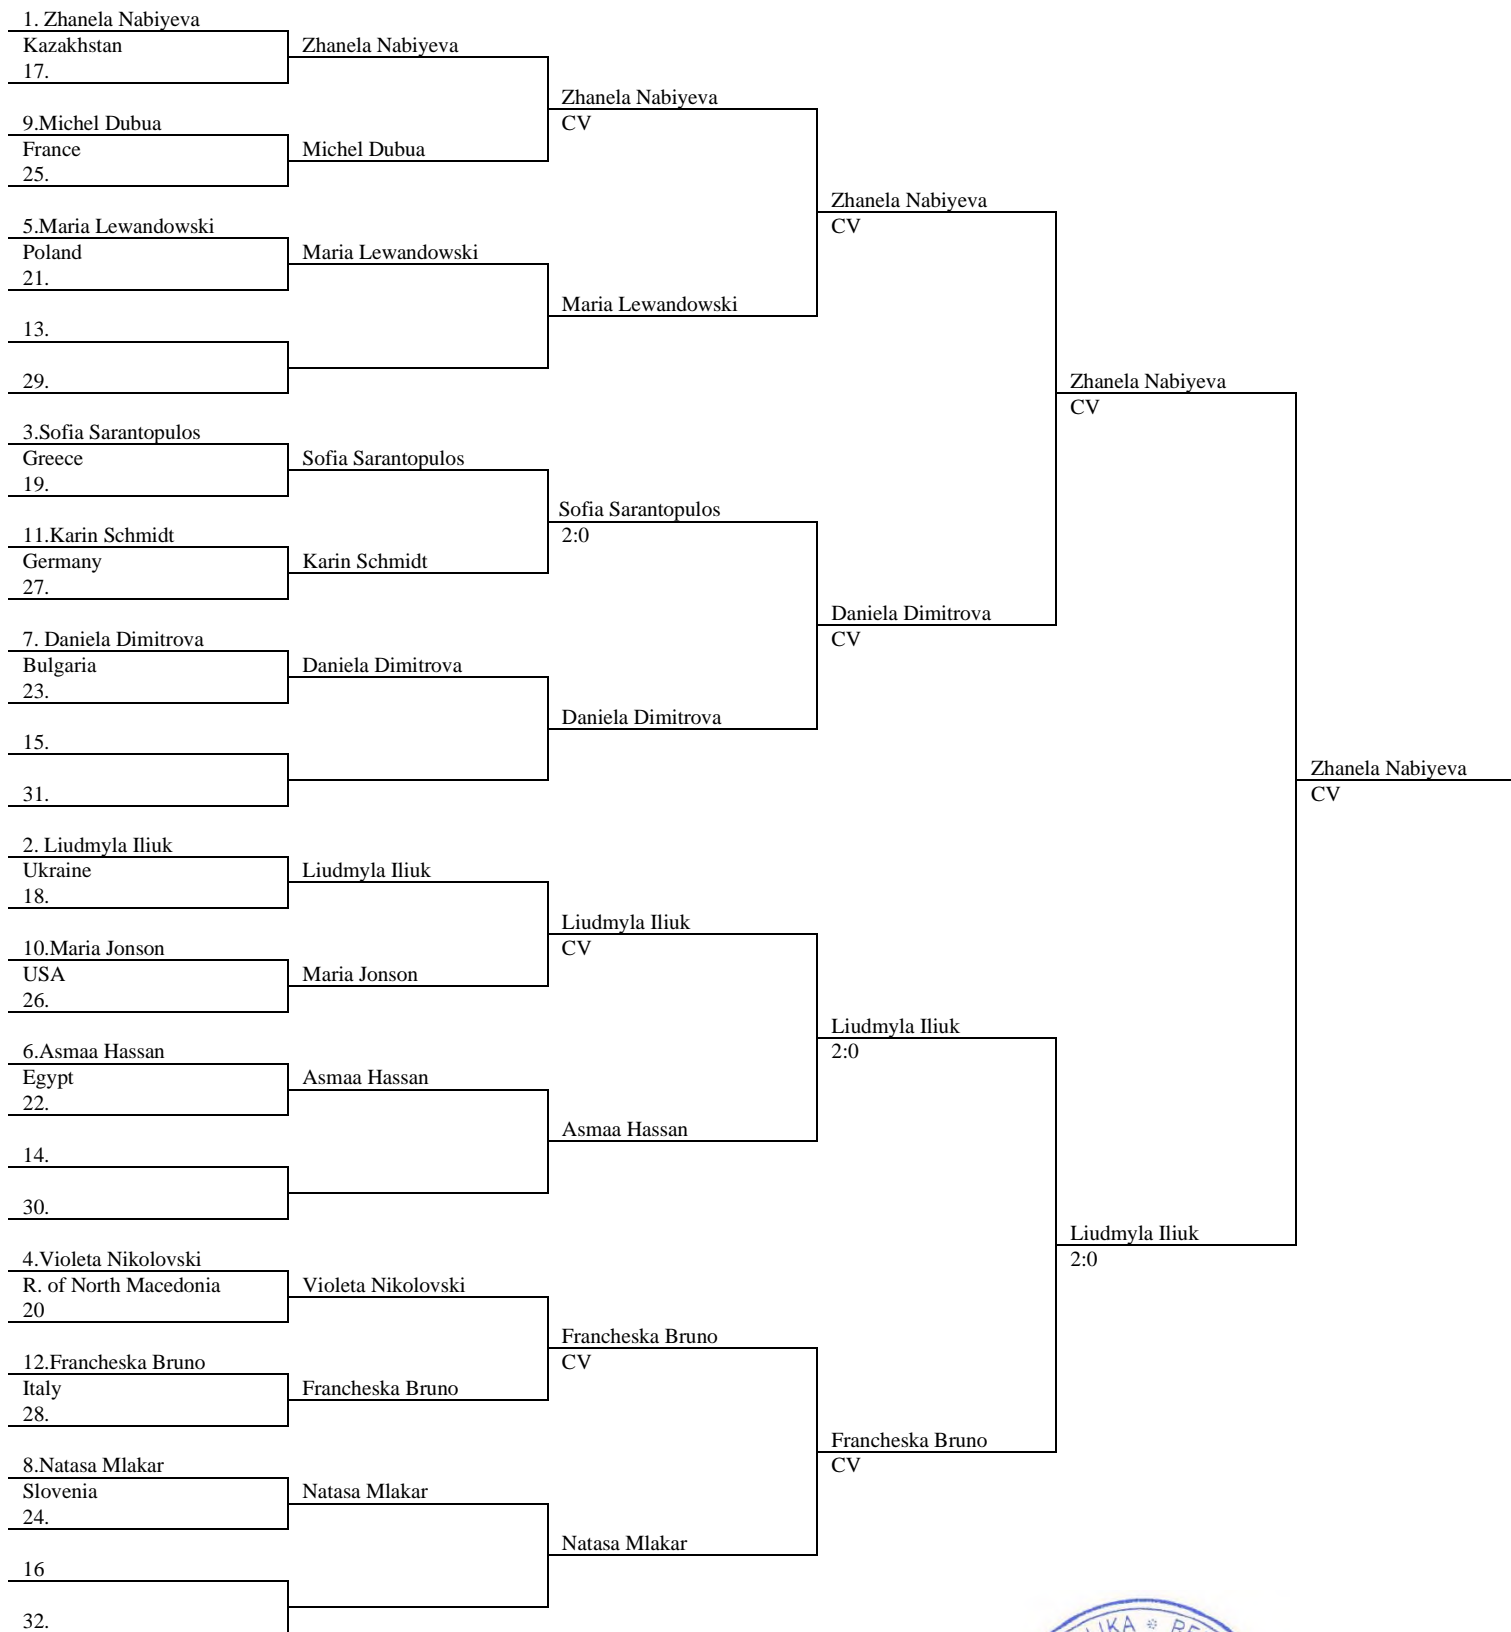 1. Zhanela Nabiyeva
Kazakhstan
17.
9.Michel Dubua
France
25.
5.Maria Lewandowski
Poland
21.
13.
29.
3.Sofia Sarantopulos
Greece
19.
11.Karin Schmidt
Germany
27.
7. Daniela Dimitrova
Bulgaria
23.
15.
31.
2. Liudmyla Iliuk
Ukraine
18.
10.Maria Jonson
USA
26.
6.Asmaa Hassan
Egypt
22.
14.
30.
4.Violeta Nikolovski
R. of North Macedonia
20
12.Francheska Bruno
Italy
28.
8.Natasa Mlakar
Slovenia
24.
16
32.
Zhanela Nabiyeva
Michel Dubua
Maria Lewandowski
Sofia Sarantopulos
Karin Schmidt
Daniela Dimitrova
Liudmyla Iliuk
Maria Jonson
Asmaa Hassan
Violeta Nikolovski
Francheska Bruno
Natasa Mlakar
Zhanela Nabiyeva
CV
Maria Lewandowski
Sofia Sarantopulos
2:0
Daniela Dimitrova
Liudmyla Iliuk
CV
Asmaa Hassan
Francheska Bruno
CV
Natasa Mlakar
Zhanela Nabiyeva
CV
Daniela Dimitrova
CV
Liudmyla Iliuk
2:0
Francheska Bruno
CV
Zhanela Nabiyeva
CV
Liudmyla Iliuk
2:0
Zhanela Nabiyeva
CV